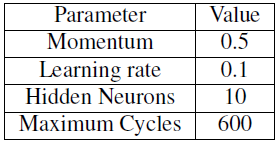 Parameter Value
Momentum 0.5
Learning rate 0.1
Hidden Neurons 10
Maximum Cycles 600